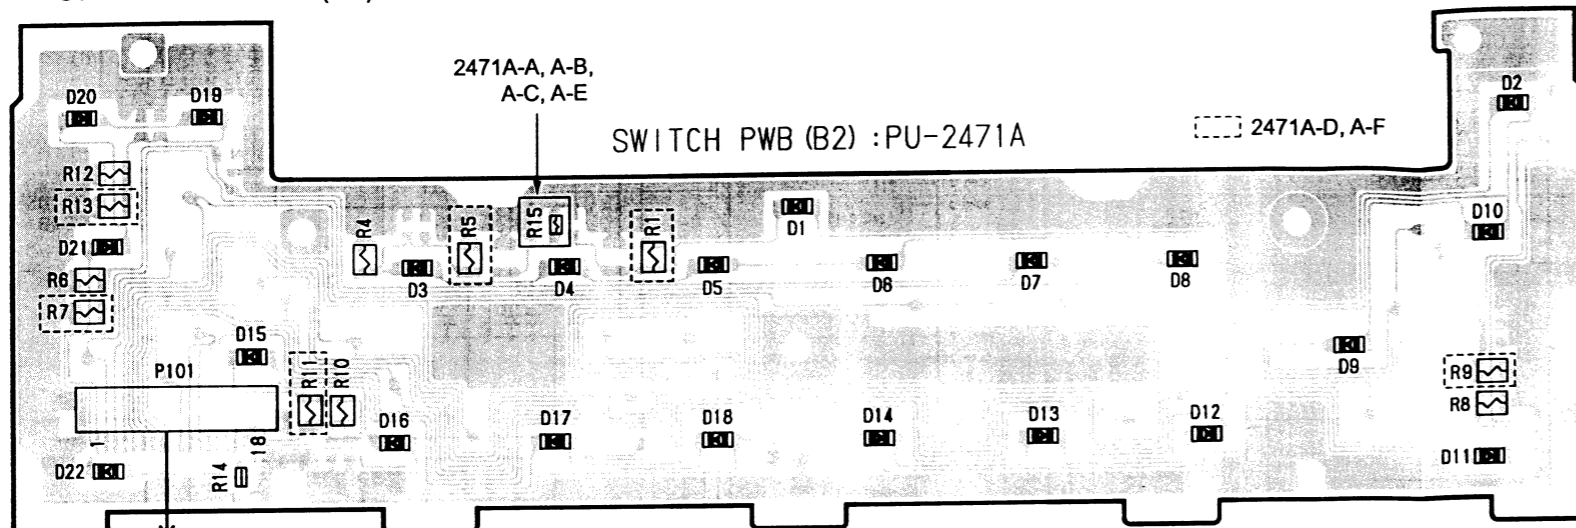 2471A-A, A-B,
A-C, A-E
SWITCH PWB (B2) :PU-2471A
2471A-D, A-F
D20
D19
D2
R12
R13
D21
R6
R7
R4
R5
R15
R1
D1
D3
D4
D5
D6
D7
D8
D10
D15
D9
P101
R11
R10
R9
R8
D16
D17
D18
D14
D13
D12
D11
1
18
D22
R14